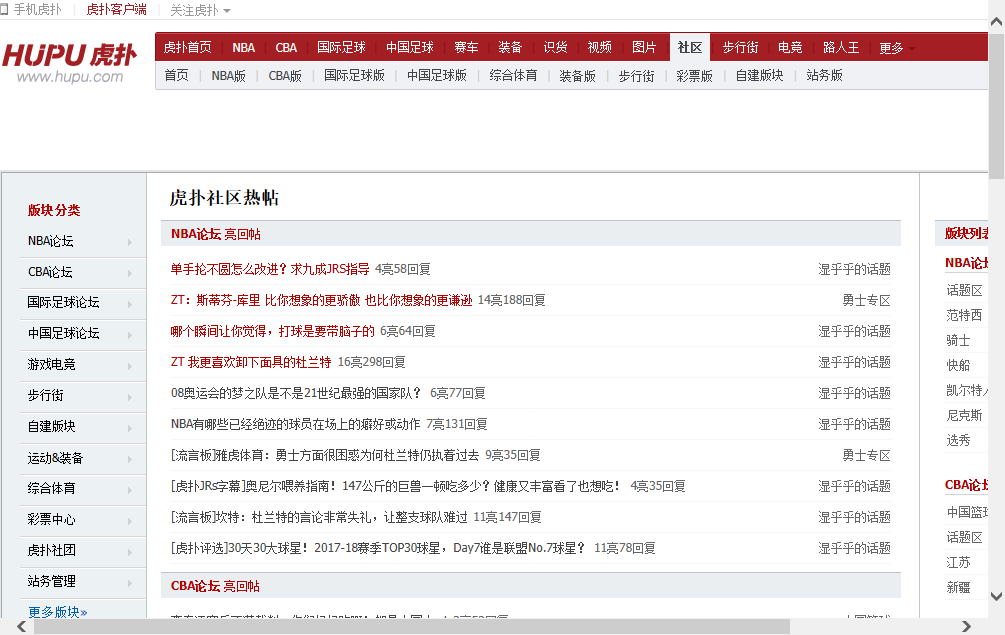 手机虎扑 虎扑客户端 关注虎扑
HUPU 虎扑
www.hupu.com
虎扑首页 NBA CBA 国际足球 中国足球 赛车 装备 识货 视频 图片 社区 步行街 电竞 路人王 更多
首页 NBA版 CBA版 国际足球版 中国足球版 综合体育 装备版 步行街 彩票版 自建版块 站务版
版块分类
NBA论坛
CBA论坛
国际足球论坛
中国足球论坛
游戏电竞
步行街
自建版块
运动&装备
综合体育
彩票中心
虎扑社团
站务管理
更多版块»
虎扑社区热帖
NBA论坛 亮回帖
单手抡不圆怎么改进？求九成JRS指导 4亮58回复 湿乎乎的话题
ZT：斯蒂芬-库里 比你想象的更骄傲 也比你想象的更谦逊 14亮188回复 勇士专区
哪个瞬间让你觉得，打球是要带脑子的 6亮64回复 湿乎乎的话题
ZT 我更喜欢卸下面具的杜兰特 16亮298回复 湿乎乎的话题
08奥运会的梦之队是不是21世纪最强的国家队？ 6亮77回复 湿乎乎的话题
NBA有哪些已经绝迹的球员在场上的癖好或动作 7亮131回复 湿乎乎的话题
[流言板]雅虎体育：勇士方面很困惑为何杜兰特仍执着过去 9亮35回复 勇士专区
[虎扑JRs字幕]奥尼尔喂养指南！147公斤的巨兽一顿吃多少？健康又丰富看了也想吃！ 4亮35回复 湿乎乎的话题
[流言板]坎特：杜兰特的言论非常失礼，让整支球队难过 11亮147回复 湿乎乎的话题
[虎扑评选]30天30大球星！2017-18赛季TOP30球星，Day7谁是联盟No.7球星？ 11亮78回复 湿乎乎的话题
CBA论坛 亮回帖
版块列表
NBA论坛
话题区
范特西
骑士
快船
凯尔特人
尼克斯
选秀
CBA论坛
中国篮球
话题区
江苏
新疆